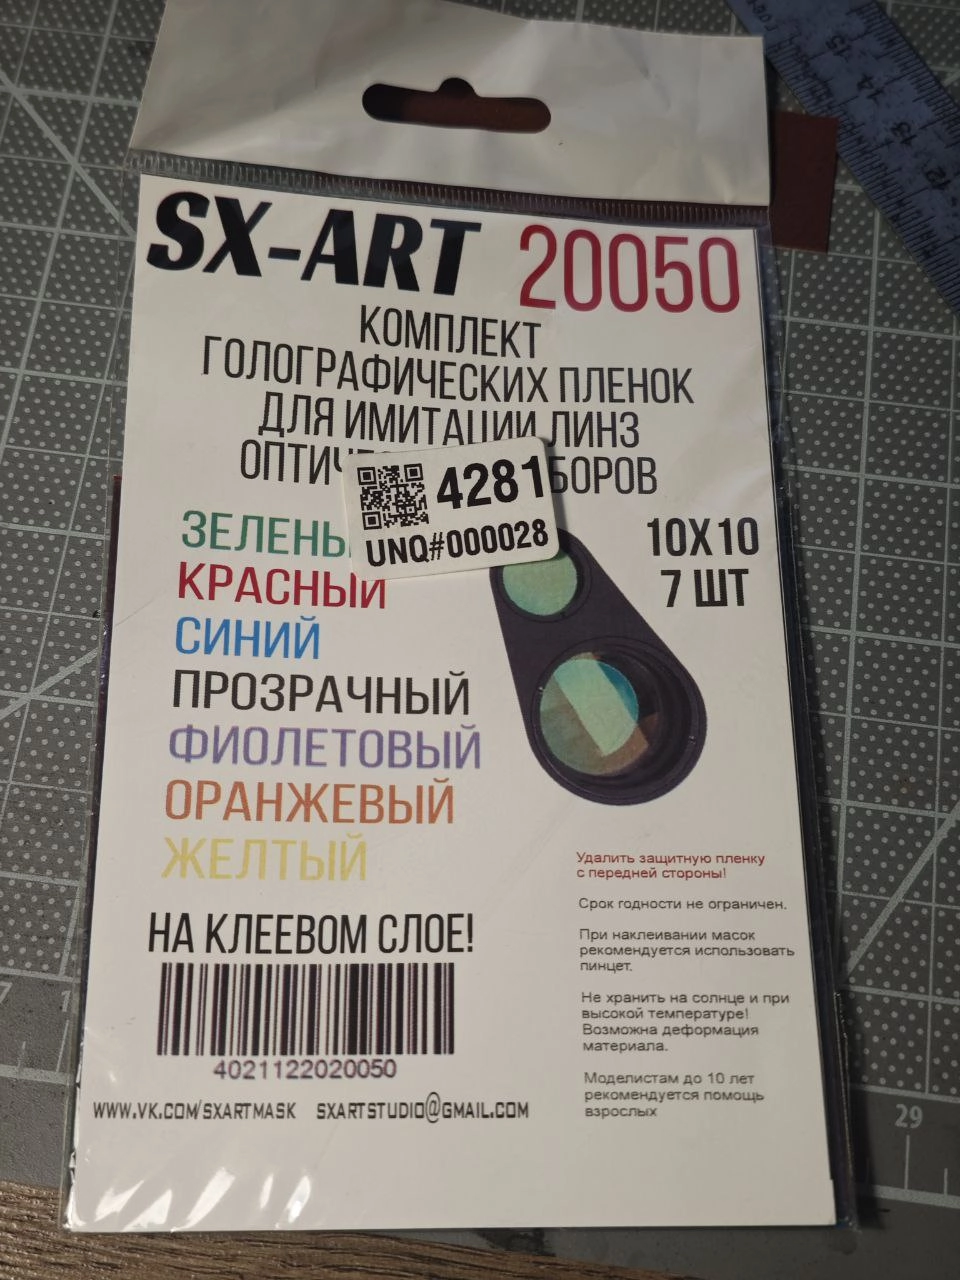 SX-ART 20050
КОМПЛЕКТ
ГОЛОГРАФИЧЕСКИХ ПЛЕНОК
ДЛЯ ИМИТАЦИИ ЛИНЗ
4281
UNQ#000028
10X10
7 ШТ
КРАСНЫЙ
СИНИЙ
ПРОЗРАЧНЫЙ
ФИОЛЕТОВЫЙ
ОРАНЖЕВЫЙ
ЖЕЛТЫЙ
НА КЛЕЕВОМ СЛОЕ!
4021122020050
WWW.VK.COM/SXARTMASK SXARTSTUDIO@GMAIL.COM
Удалить защитную пленку
с передней стороны!
Срок годности не ограничен.
При наклеивании масок
рекомендуется использовать
пинцет.
Не хранить на солнце и при
высокой температуре!
Возможна деформация
материала.
Моделистам до 10 лет
рекомендуется помощь
взрослых
29